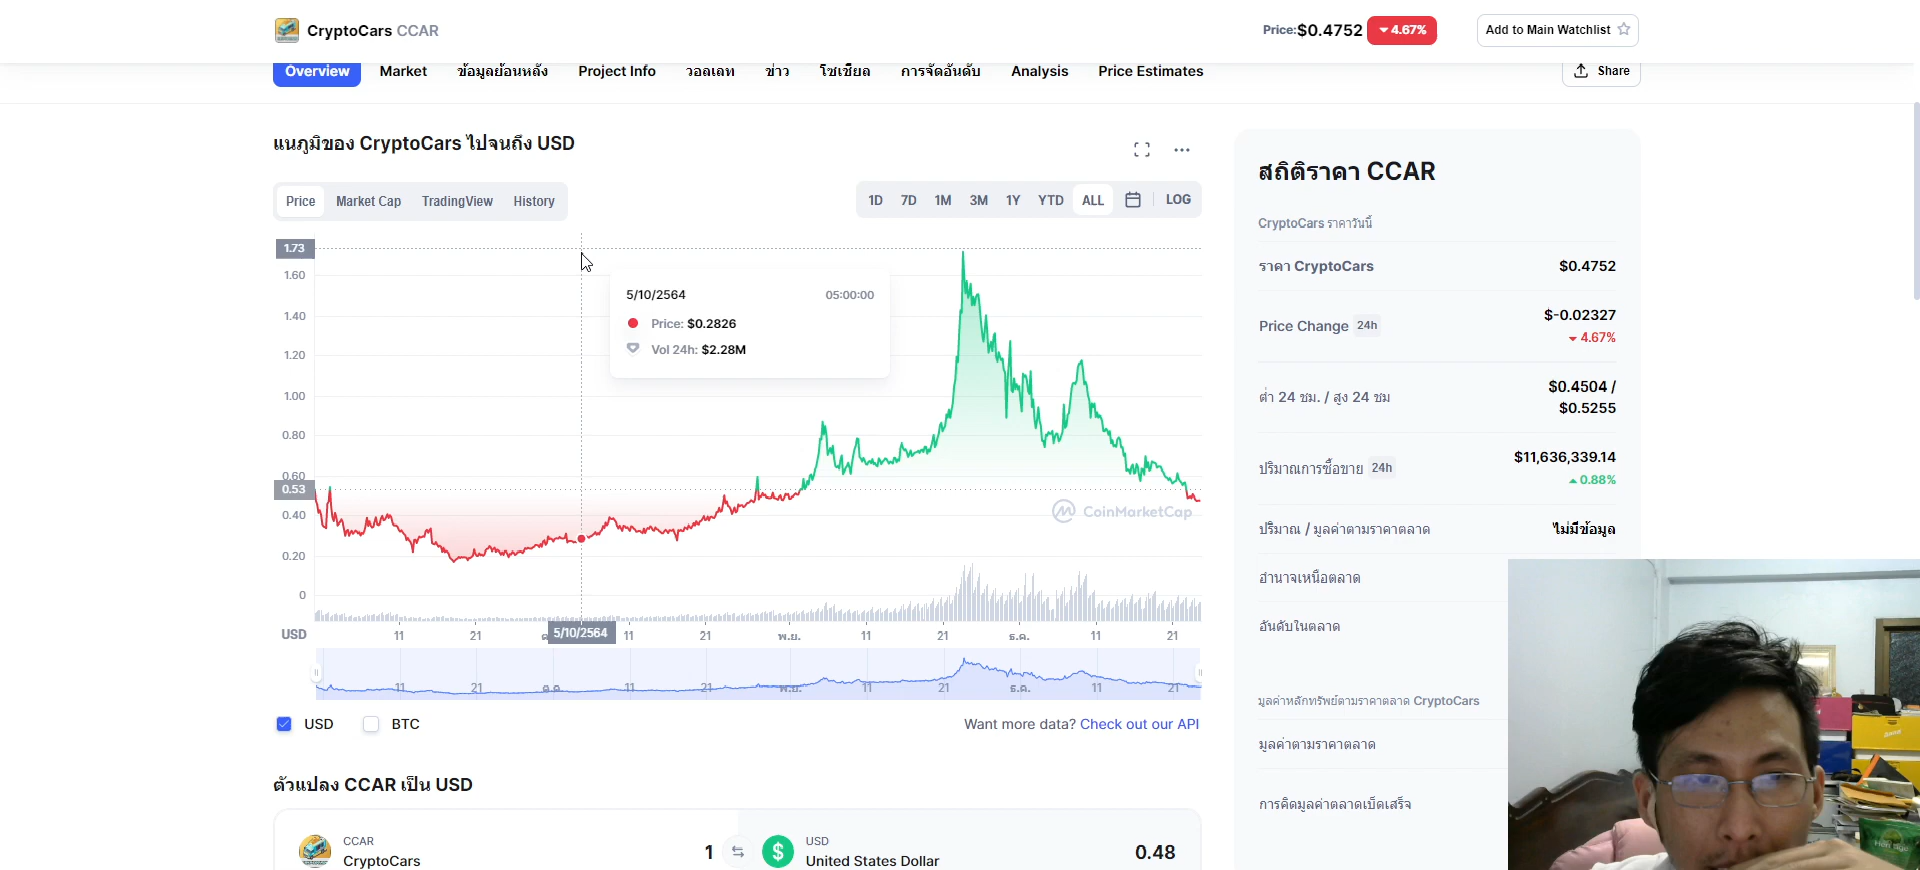 CryptoCars CCAR
Price:$0.4752 4.67%
Add to Main Watchlist
Overview Market ข้อมูลย้อนหลัง Project Info วอลเลท ข่าว โซเชียล การจัดอันดับ Analysis Price Estimates
Share
แนภูมิของ CryptoCars ไปจนถึง USD
Price Market Cap TradingView History
1D 7D 1M 3M 1Y YTD ALL LOG
1.73
1.60
1.40
1.20
1.00
0.80
0.60
0.53
0.40
0.20
0
5/10/2564 05:00:00
Price: $0.2826
Vol 24h: $2.28M
CoinMarketCap
USD
11 21 ต 5/10/2564 11 21 พ.ย. 11 21 ธ.ค. 11 21
11 21 ต.ค. 11 21 พ.ย. 11 21 ธ.ค. 11 21
USD BTC
Want more data? Check out our API
ตัวแปลง CCAR เป็น USD
CCAR
CryptoCars
1
USD
United States Dollar
0.48
สถิติราคา CCAR
CryptoCars ราคาวันนี้
ราคา CryptoCars $0.4752
Price Change 24h $-0.02327
4.67%
ต่ำ 24 ชม. / สูง 24 ชม $0.4504 /
$0.5255
ปริมาณการซื้อขาย 24h $11,636,339.14
0.88%
ปริมาณ / มูลค่าตามราคาตลาด ไม่มีข้อมูล
อำนาจเหนือตลาด
อันดับในตลาด
มูลค่าหลักทรัพย์ตามราคาตลาด CryptoCars
มูลค่าตามราคาตลาด
การคิดมูลค่าตลาดเบ็ดเสร็จ